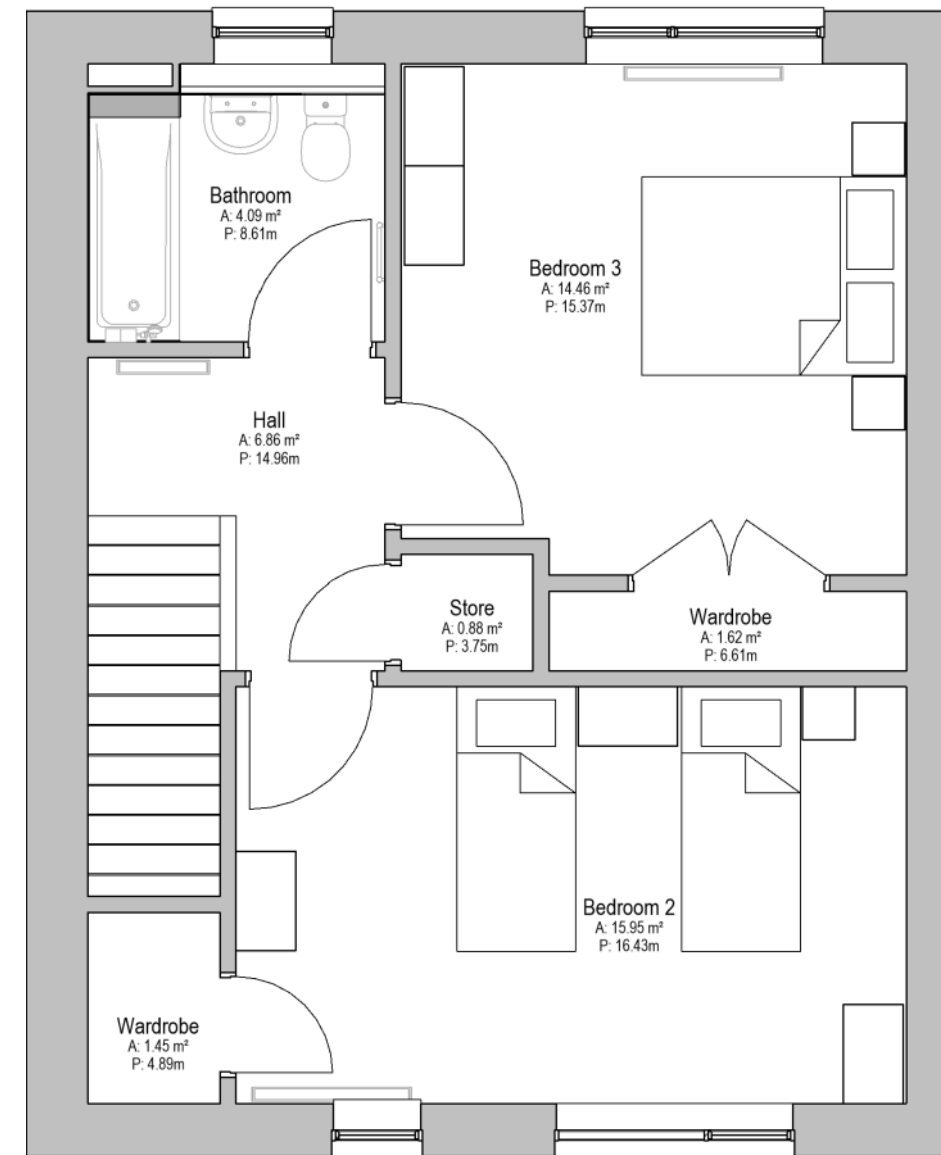 Bathroom
A: 4.09 m²
P: 8.61m
Bedroom 3
A: 14.46 m²
P: 15.37m
Hall
A: 6.86 m²
P: 14.96m
Store
A: 0.88 m²
P: 3.75m
Wardrobe
A: 1.62 m²
P: 6.61m
Bedroom 2
A: 15.95 m²
P: 16.43m
Wardrobe
A: 1.45 m²
P: 4.89m